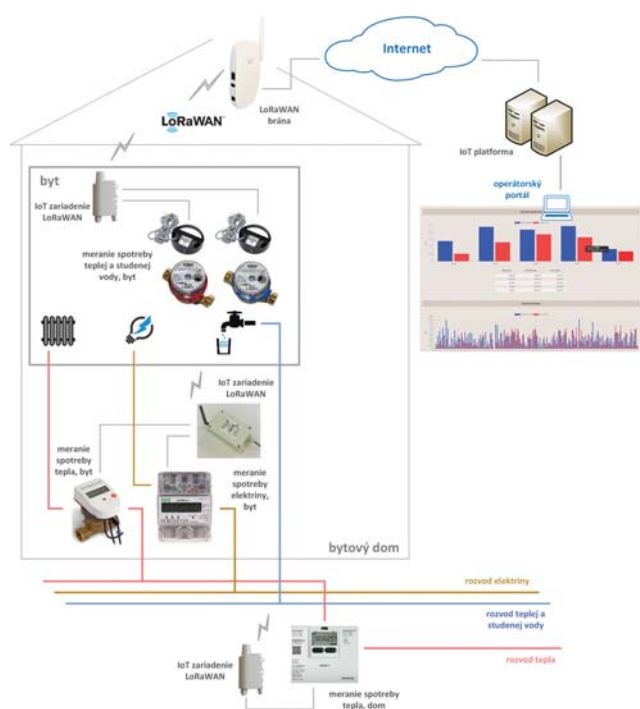 Internet
LoRaWAN
LoRaWAN
brána
IoT platforma
operátorský
portál
byt
IoT zariadenie
LoRaWAN
meranie spotreby
teplej a studenej
vody, byt
IoT zariadenie
LoRaWAN
meranie
spotreby
tepla, byt
meranie
spotreby
elektriny,
byt
bytový dom
rozvod elektriny
rozvod teplej a
studenej vody
rozvod tepla
IoT zariadenie
LoRaWAN
meranie spotreby
tepla, dom